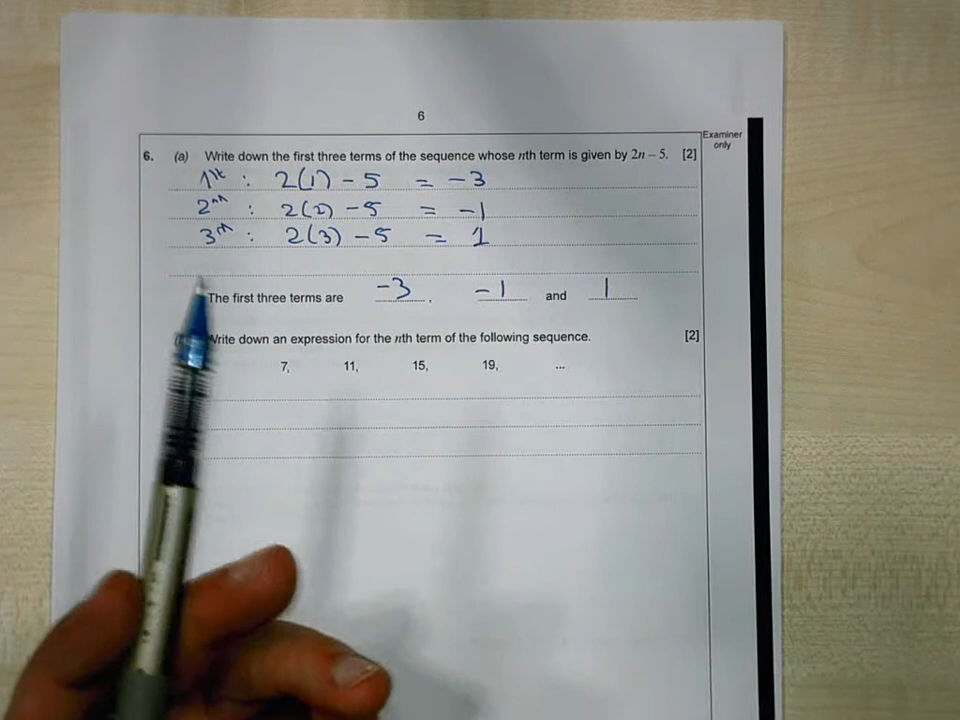 6
Examiner
only
6. (a) Write down the first three terms of the sequence whose nth term is given by 2n – 5. [2]
1st : 2(1) - 5 = -3
2nd : 2(2) - 5 = -1
3rd : 2(3) - 5 = 1
The first three terms are -3 , -1 and 1
Write down an expression for the nth term of the following sequence. [2]
7, 11, 15, 19, ...